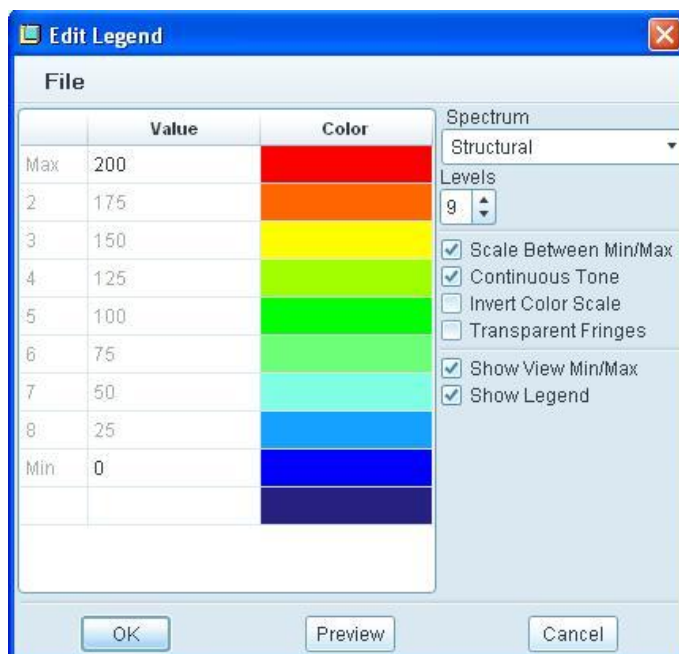 Edit Legend
File
Value Color
Max 200
2 175
3 150
4 125
5 100
6 75
7 50
8 25
Min 0
Spectrum
Structural
Levels
9
Scale Between Min/Max
Continuous Tone
Invert Color Scale
Transparent Fringes
Show View Min/Max
Show Legend
OK Preview Cancel